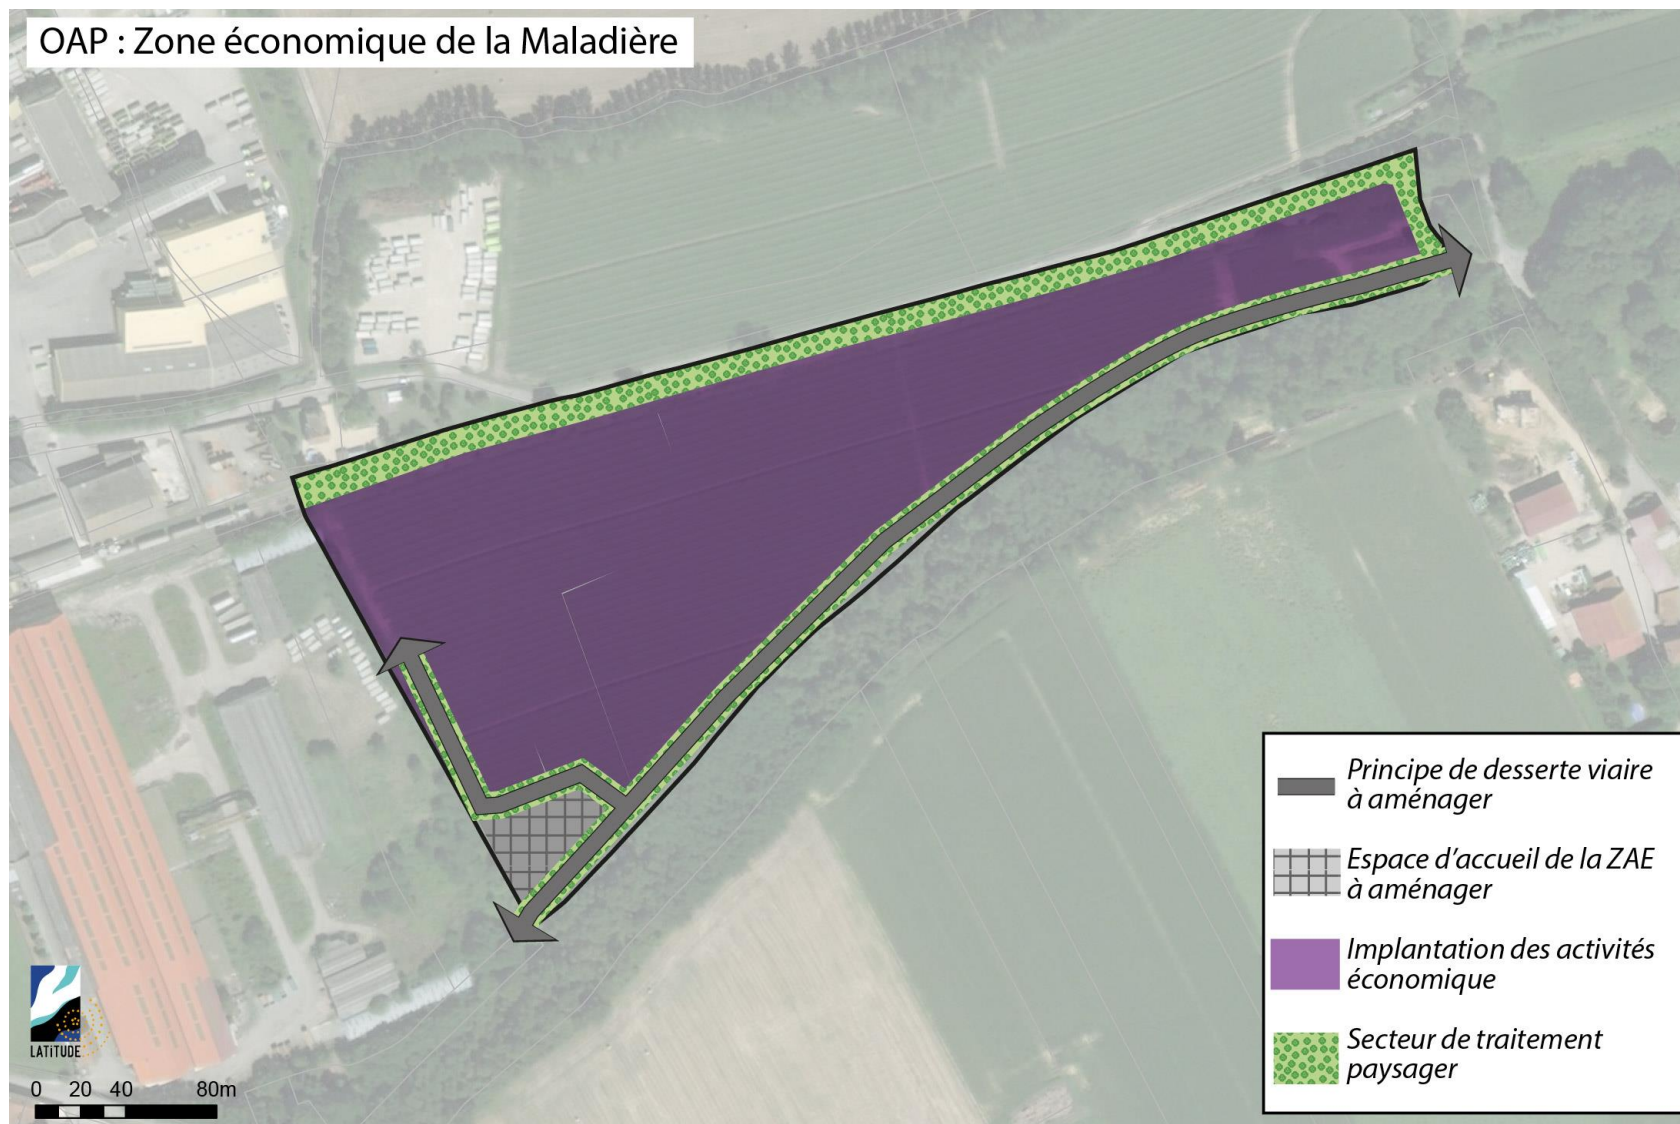 OAP : Zone économique de la Maladière
Principe de desserte viaire
à aménager
Espace d'accueil de la ZAE
à aménager
Implantation des activités
économique
Secteur de traitement
paysager
LATiTUDE
0 20 40 80m